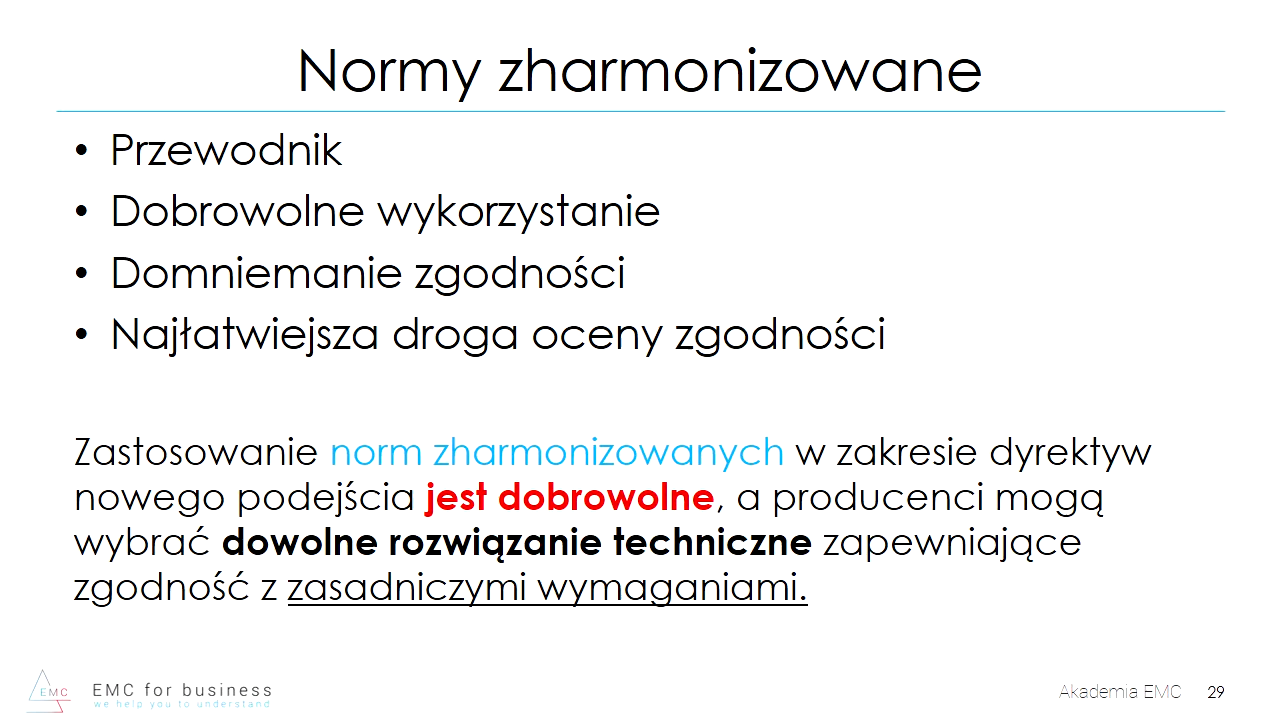 Normy zharmonizowane
• Przewodnik
• Dobrowolne wykorzystanie
• Domniemanie zgodności
• Najłatwiejsza droga oceny zgodności
Zastosowanie norm zharmonizowanych w zakresie dyrektyw
nowego podejścia jest dobrowolne, a producenci mogą
wybrać dowolne rozwiązanie techniczne zapewniające
zgodność z zasadniczymi wymaganiami.
EMC
EMC for business
we help you to understand
Akademia EMC 29